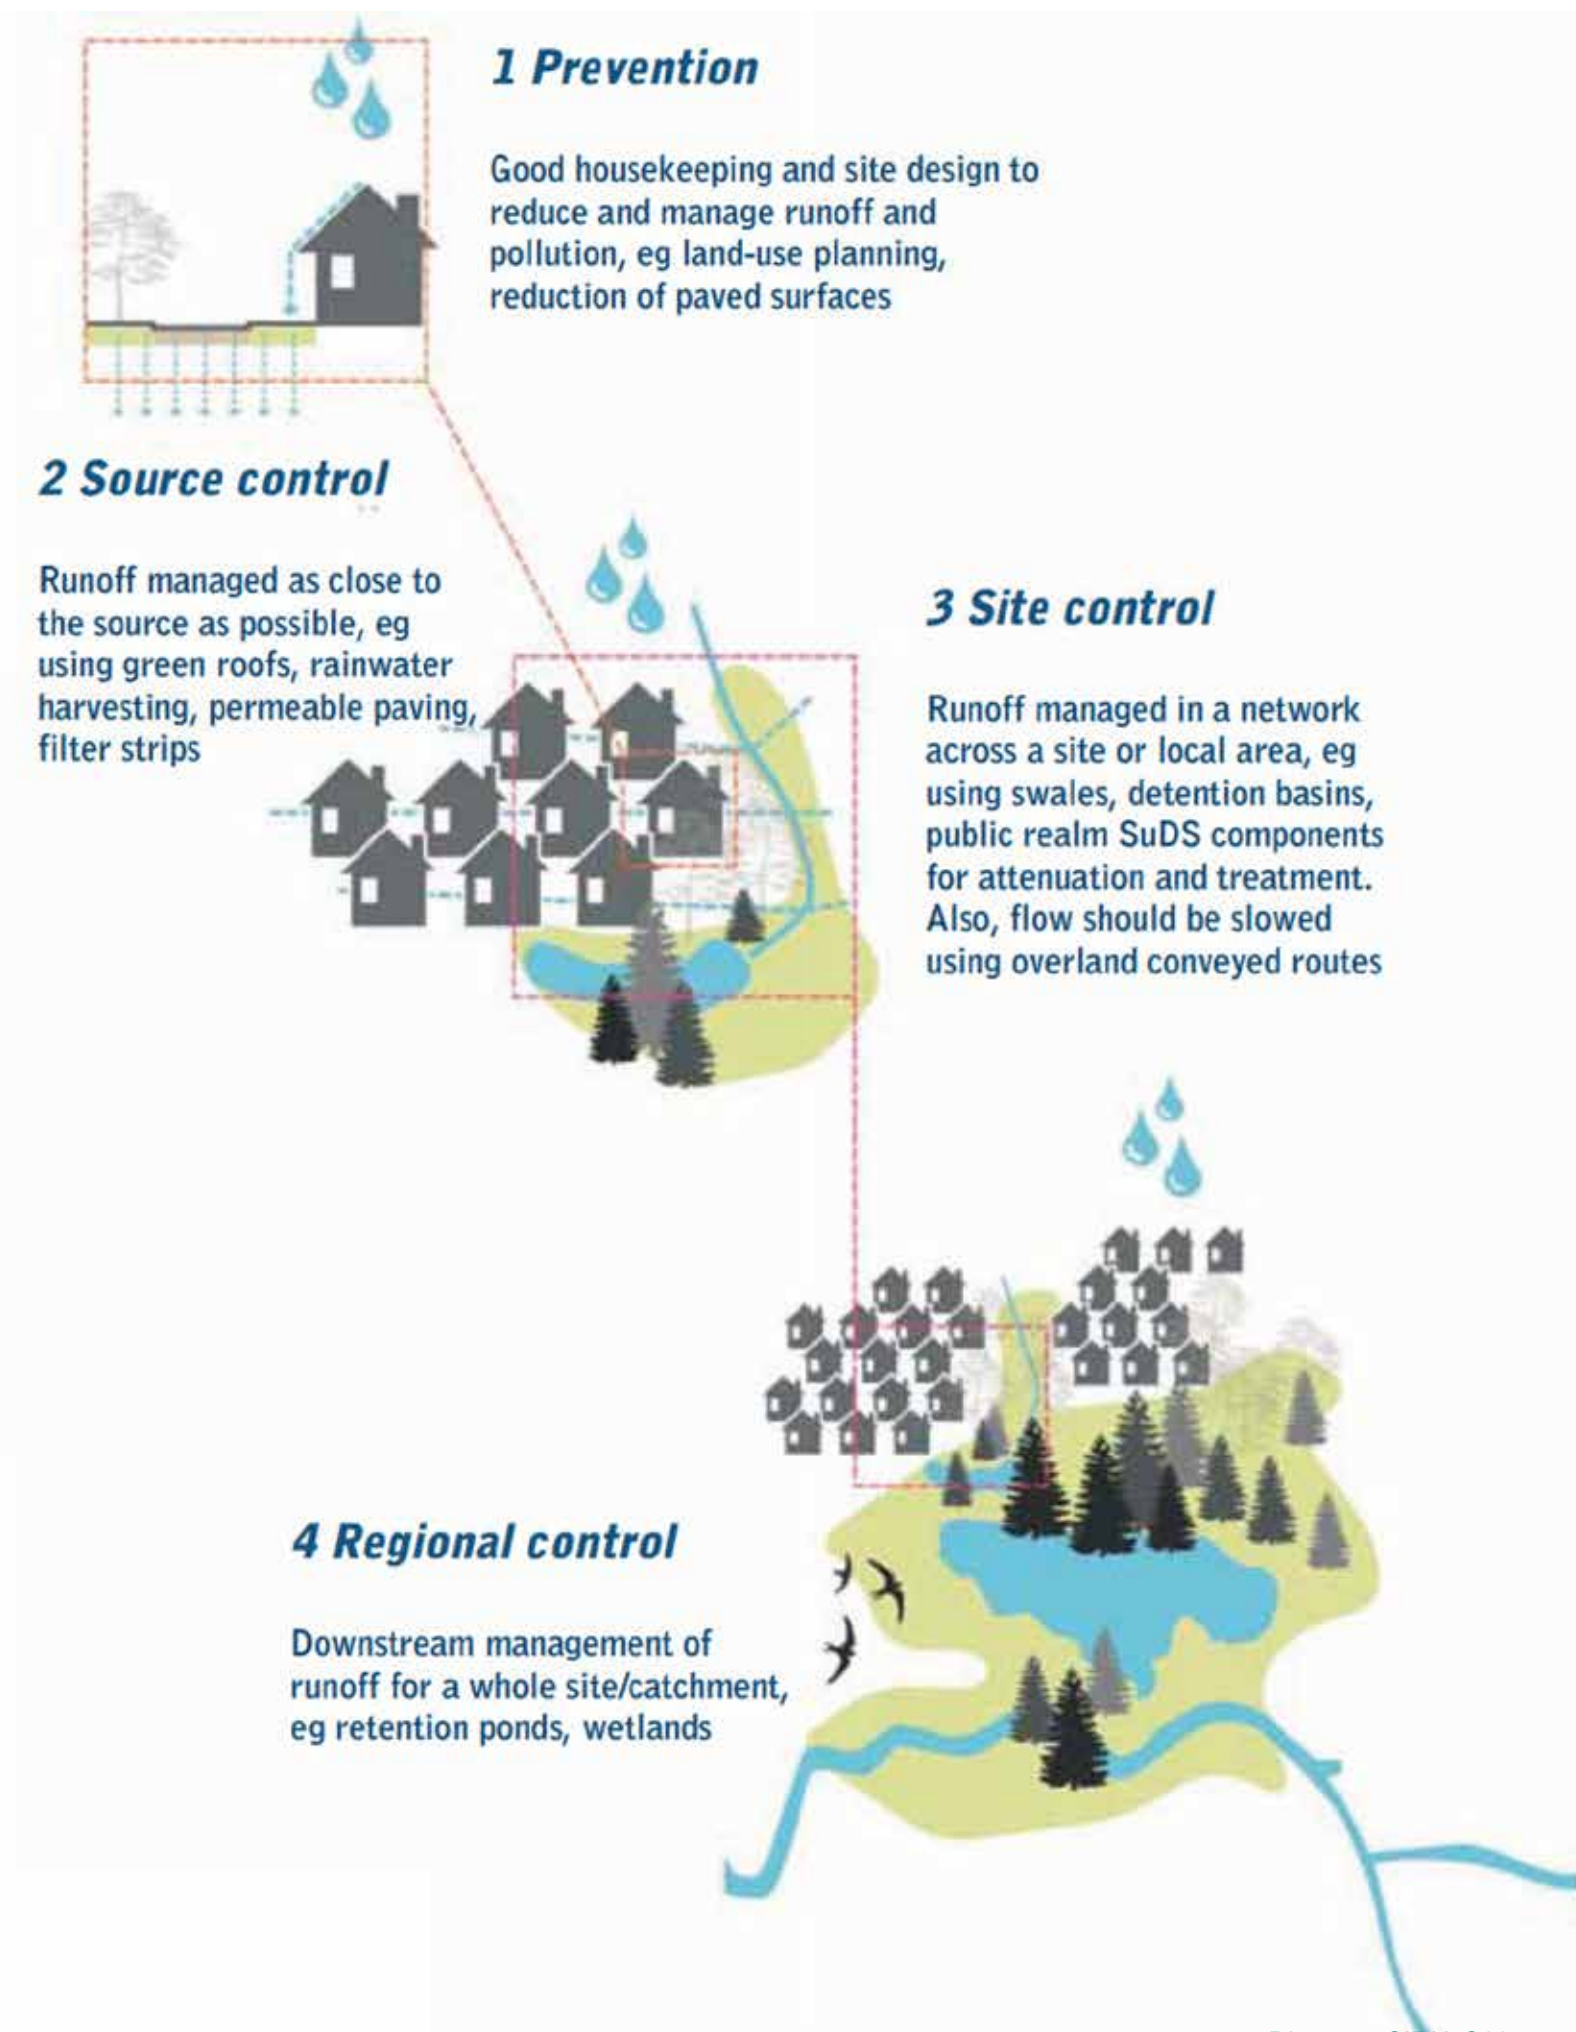 1 Prevention
Good housekeeping and site design to
reduce and manage runoff and
pollution, eg land-use planning,
reduction of paved surfaces
2 Source control
Runoff managed as close to
the source as possible, eg
using green roofs, rainwater
harvesting, permeable paving,
filter strips
3 Site control
Runoff managed in a network
across a site or local area, eg
using swales, detention basins,
public realm SuDS components
for attenuation and treatment.
Also, flow should be slowed
using overland conveyed routes
4 Regional control
Downstream management of
runoff for a whole site/catchment,
eg retention ponds, wetlands